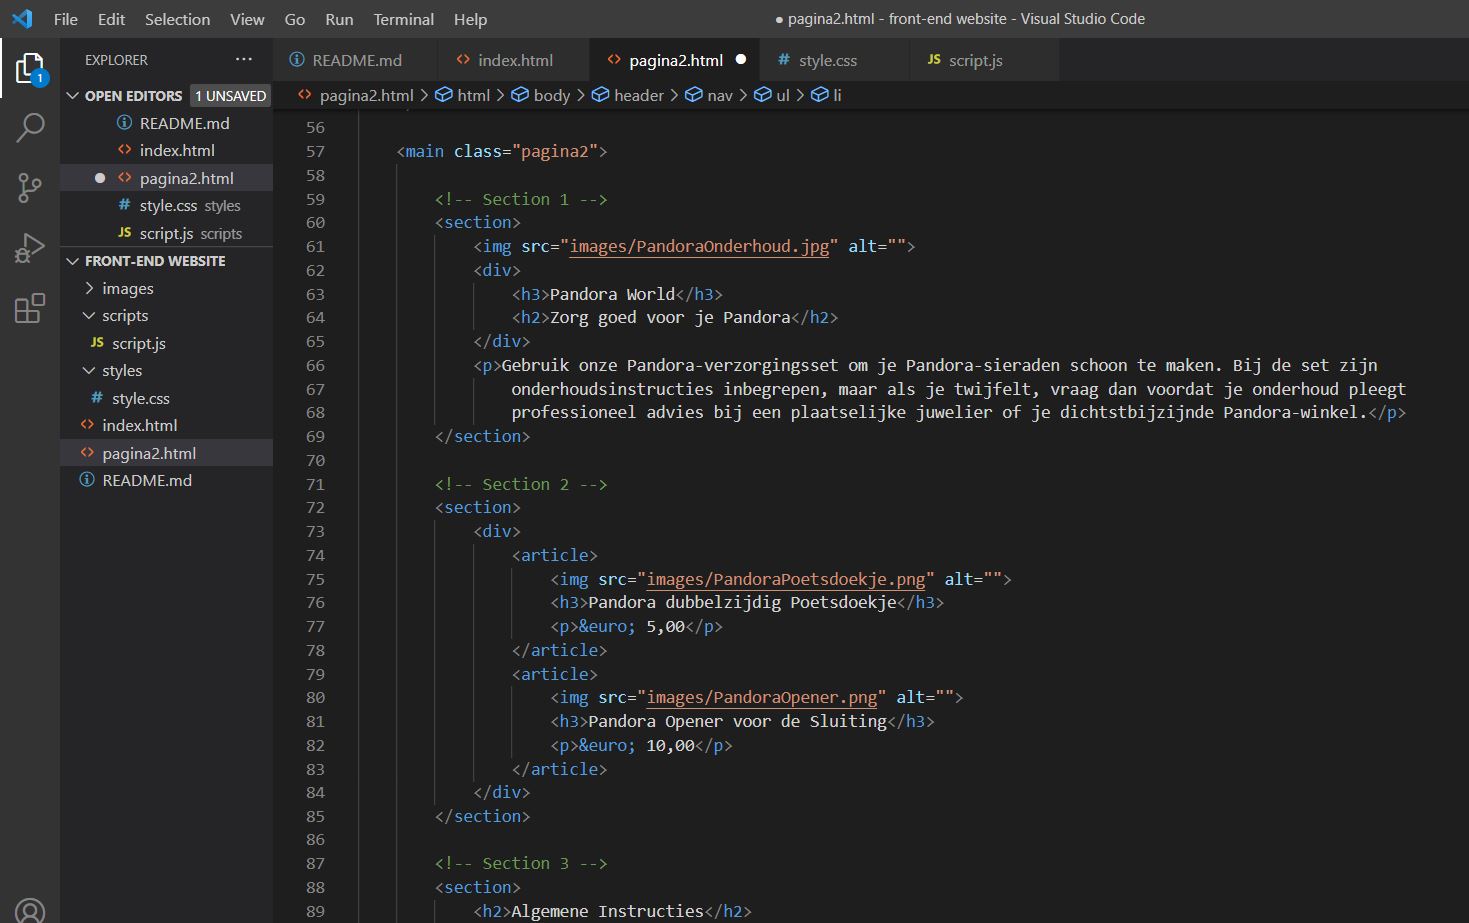 File Edit Selection View Go Run Terminal Help
● pagina2.html - front-end website - Visual Studio Code
EXPLORER ...
README.md
index.html
pagina2.html
# style.css
JS script.js
1
OPEN EDITORS 1 UNSAVED
README.md
index.html
pagina2.html
# style.css styles
JS script.js scripts
FRONT-END WEBSITE
images
scripts
JS script.js
styles
# style.css
index.html
pagina2.html
README.md
pagina2.html > html > body > header > nav > ul > li
56
57 <main class="pagina2">
58
59 <!-- Section 1 -->
60 <section>
61 <img src="images/PandoraOnderhoud.jpg" alt="">
62 <div>
63 <h3>Pandora World</h3>
64 <h2>Zorg goed voor je Pandora</h2>
65 </div>
66 <p>Gebruik onze Pandora-verzorgingsset om je Pandora-sieraden schoon te maken. Bij de set zijn
67 onderhoudsinstructies inbegrepen, maar als je twijfelt, vraag dan voordat je onderhoud pleegt
68 professioneel advies bij een plaatselijke juwelier of je dichtstbijzijnde Pandora-winkel.</p>
69 </section>
70
71 <!-- Section 2 -->
72 <section>
73 <div>
74 <article>
75 <img src="images/PandoraPoetsdoekje.png" alt="">
76 <h3>Pandora dubbelzijdig Poetsdoekje</h3>
77 <p>&euro; 5,00</p>
78 </article>
79 <article>
80 <img src="images/PandoraOpener.png" alt="">
81 <h3>Pandora Opener voor de Sluiting</h3>
82 <p>&euro; 10,00</p>
83 </article>
84 </div>
85 </section>
86
87 <!-- Section 3 -->
88 <section>
89 <h2>Algemene Instructies</h2>